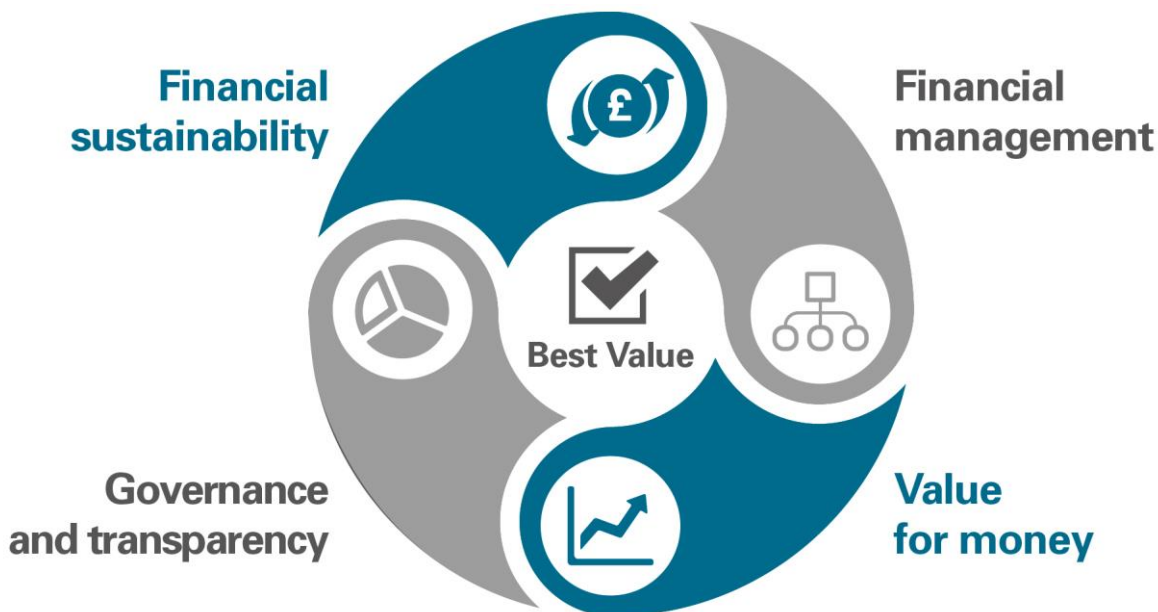 Financial
sustainability
Financial
management
£
Best Value
Governance
and transparency
Value
for money